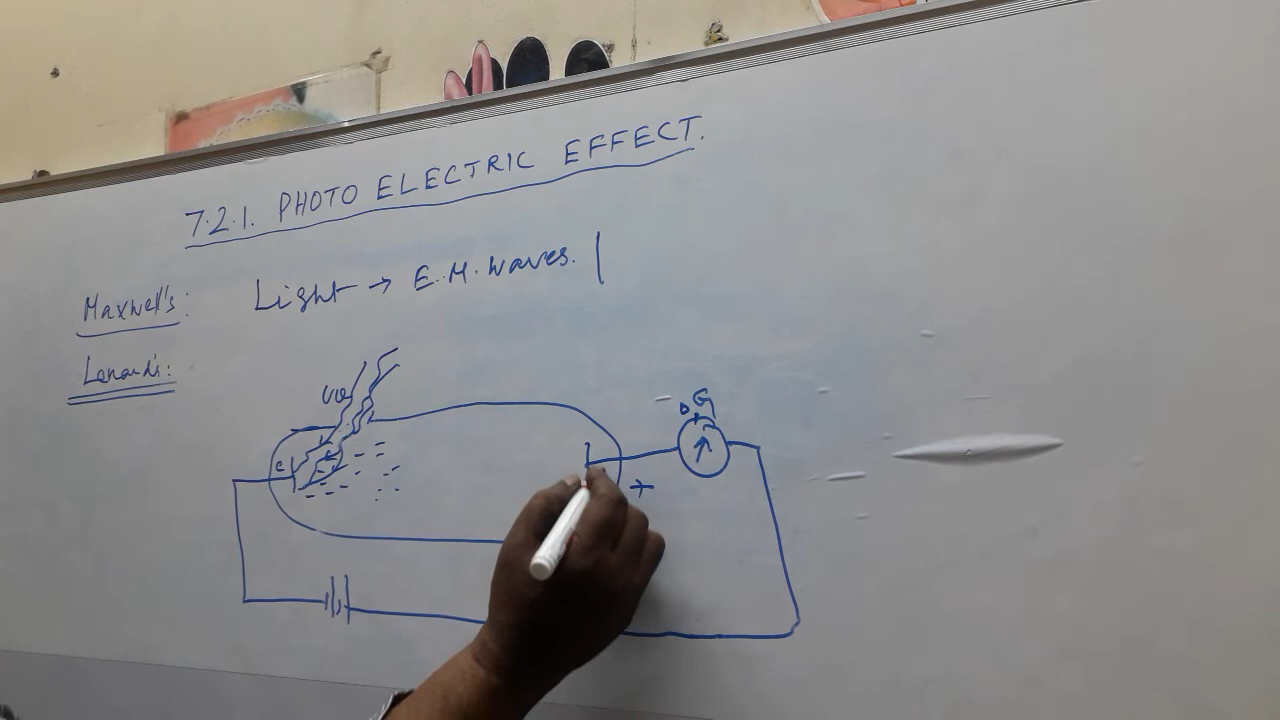 7.2.1. PHOTO ELECTRIC EFFECT.
Maxwell's: Light → E.M. Waves. |
Lenard's:
G
C
+